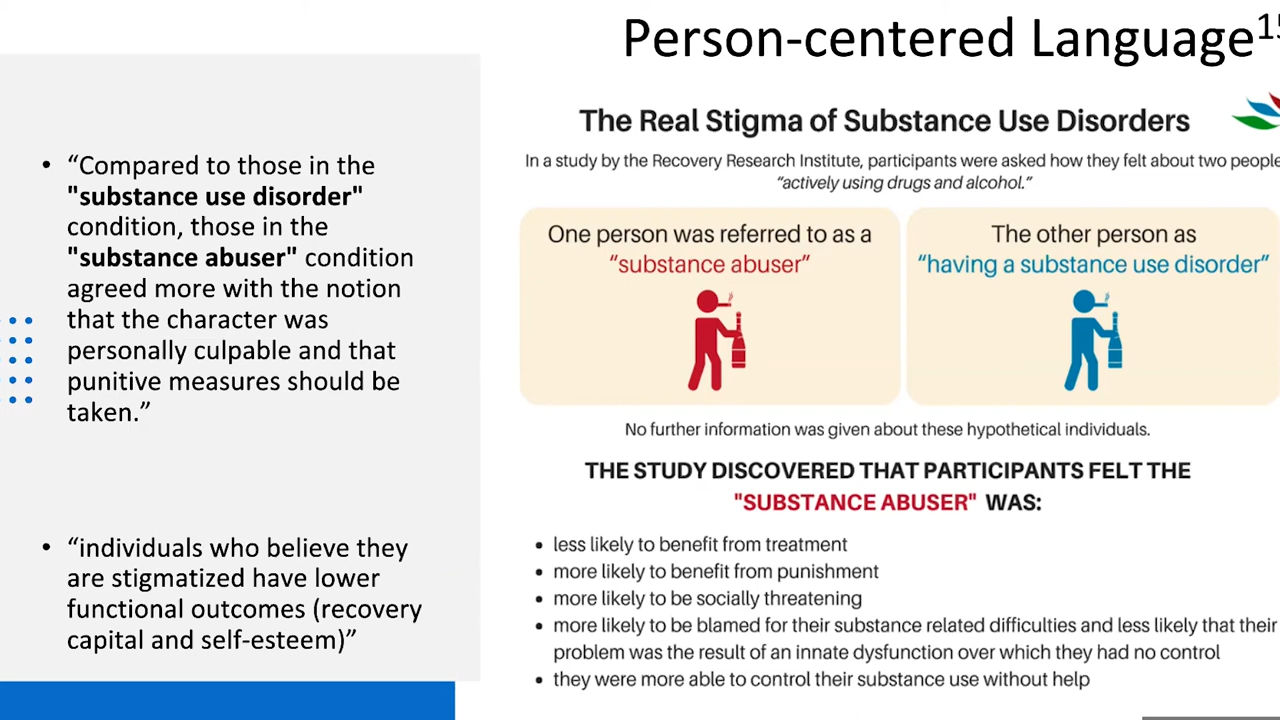 Person-centered Language15
• “Compared to those in the
"substance use disorder"
condition, those in the
"substance abuser" condition
agreed more with the notion
that the character was
personally culpable and that
punitive measures should be
taken.”
• “individuals who believe they
are stigmatized have lower
functional outcomes (recovery
capital and self-esteem)”
The Real Stigma of Substance Use Disorders
In a study by the Recovery Research Institute, participants were asked how they felt about two people
“actively using drugs and alcohol.”
One person was referred to as a
“substance abuser”
The other person as
“having a substance use disorder”
No further information was given about these hypothetical individuals.
THE STUDY DISCOVERED THAT PARTICIPANTS FELT THE
"SUBSTANCE ABUSER" WAS:
• less likely to benefit from treatment
• more likely to benefit from punishment
• more likely to be socially threatening
• more likely to be blamed for their substance related difficulties and less likely that their
problem was the result of an innate dysfunction over which they had no control
• they were more able to control their substance use without help